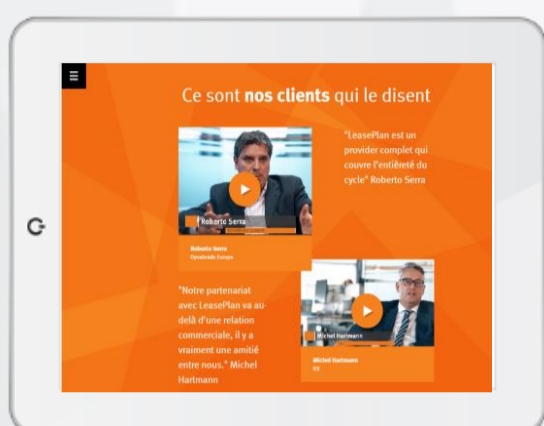 Ce sont nos clients qui le disent
"LeasePlan est un
provider complet qui
couvre l'entièreté du
cycle" Roberto Serra
Roberto Serra
Roberto Serra
"Notre partenariat
avec LeasePlan va au-
delà d'une relation
commerciale, il y a
vraiment une amitié
entre nous." Michel
Hartmann
Michel Hartmann
Michel Hartmann